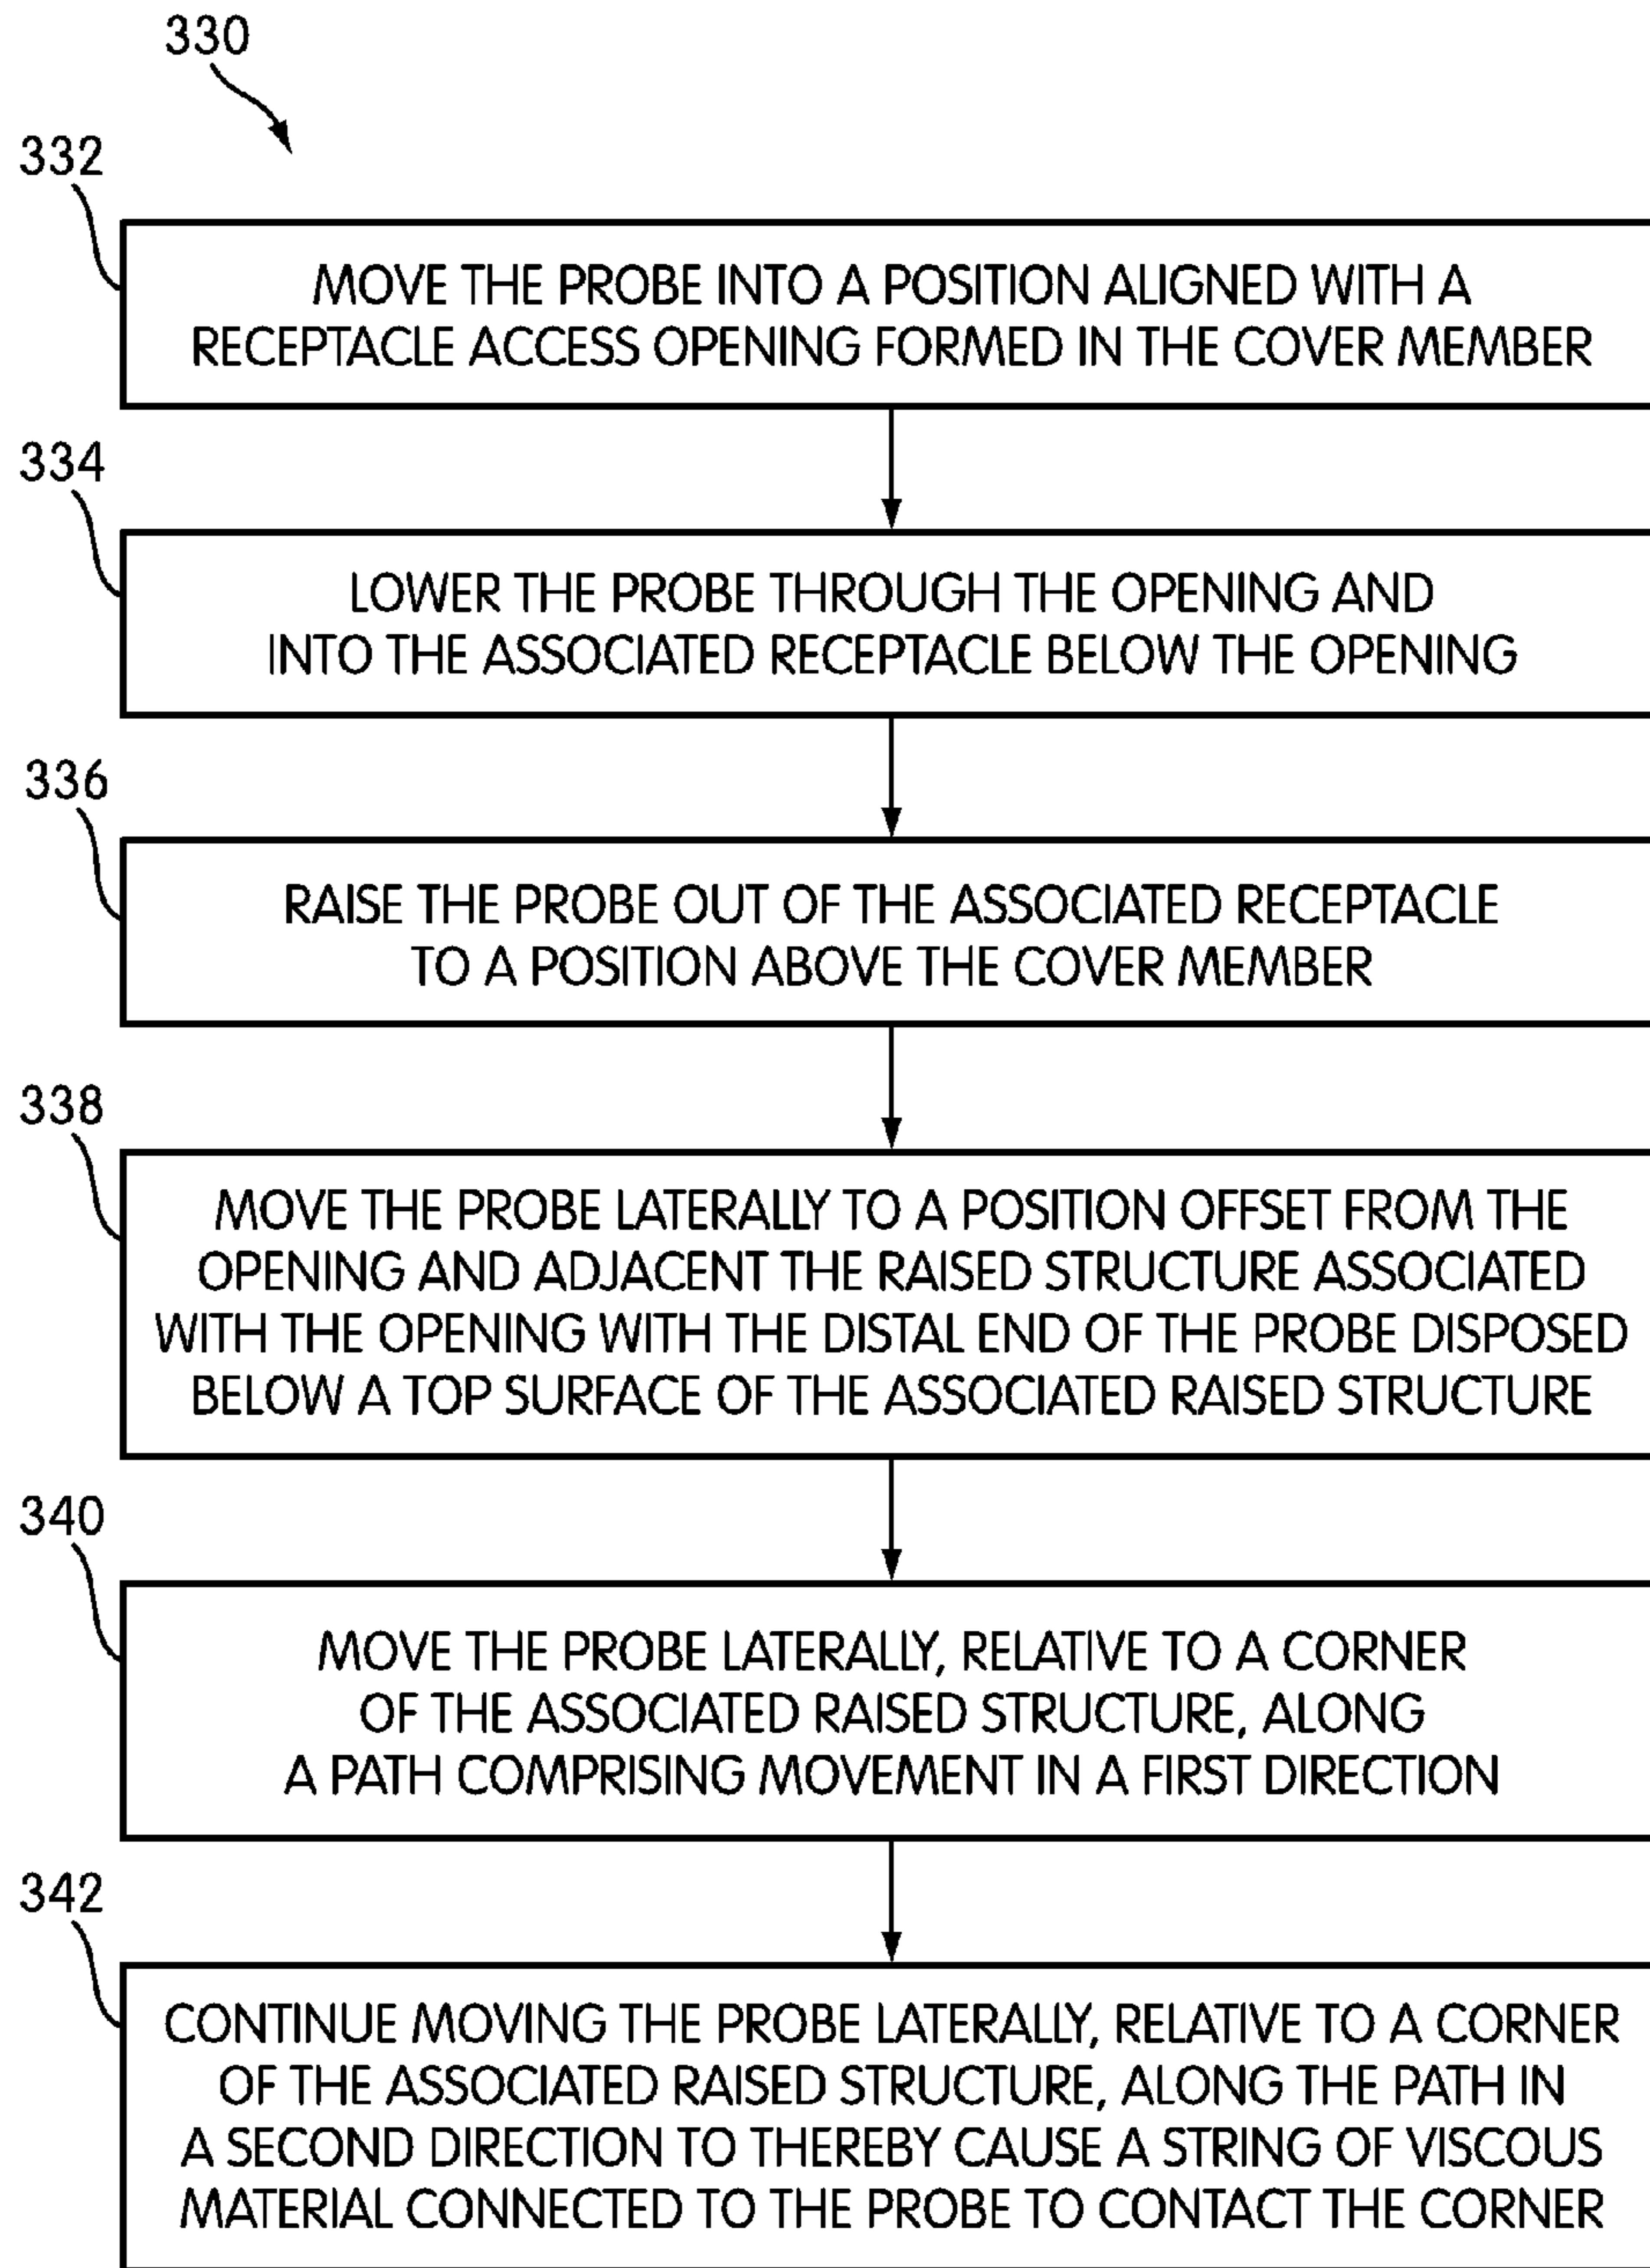 330
332
MOVE THE PROBE INTO A POSITION ALIGNED WITH A
RECEPTACLE ACCESS OPENING FORMED IN THE COVER MEMBER
334
LOWER THE PROBE THROUGH THE OPENING AND
INTO THE ASSOCIATED RECEPTACLE BELOW THE OPENING
336
RAISE THE PROBE OUT OF THE ASSOCIATED RECEPTACLE
TO A POSITION ABOVE THE COVER MEMBER
338
MOVE THE PROBE LATERALLY TO A POSITION OFFSET FROM THE
OPENING AND ADJACENT THE RAISED STRUCTURE ASSOCIATED
WITH THE OPENING WITH THE DISTAL END OF THE PROBE DISPOSED
BELOW A TOP SURFACE OF THE ASSOCIATED RAISED STRUCTURE
340
MOVE THE PROBE LATERALLY, RELATIVE TO A CORNER
OF THE ASSOCIATED RAISED STRUCTURE, ALONG
A PATH COMPRISING MOVEMENT IN A FIRST DIRECTION
342
CONTINUE MOVING THE PROBE LATERALLY, RELATIVE TO A CORNER
OF THE ASSOCIATED RAISED STRUCTURE, ALONG THE PATH IN
A SECOND DIRECTION TO THEREBY CAUSE A STRING OF VISCOUS
MATERIAL CONNECTED TO THE PROBE TO CONTACT THE CORNER